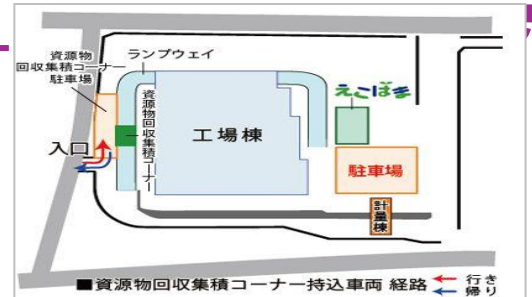 資源物
回収集積コーナー
駐車場
ランプウェイ
資源物回収集積コーナー
工場棟
えこぱま
入口
駐車場
計量棟
■資源物回収集積コーナー持込車両 経路
行き
帰り